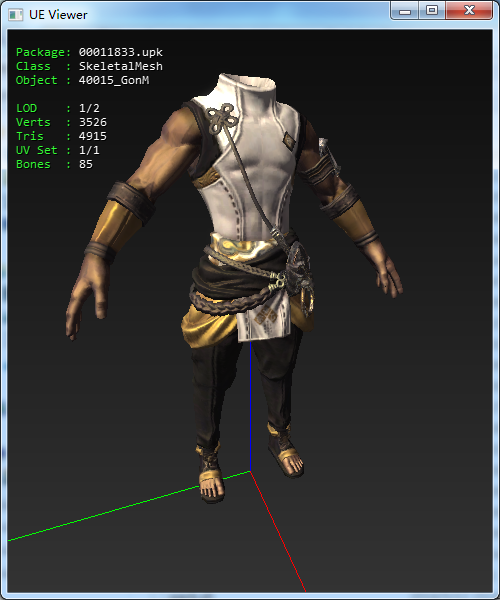 UE Viewer
Package: 00011833.upk
Class : SkeletalMesh
Object : 40015_GonM
LOD : 1/2
Verts : 3526
Tris : 4915
UV Set : 1/1
Bones : 85